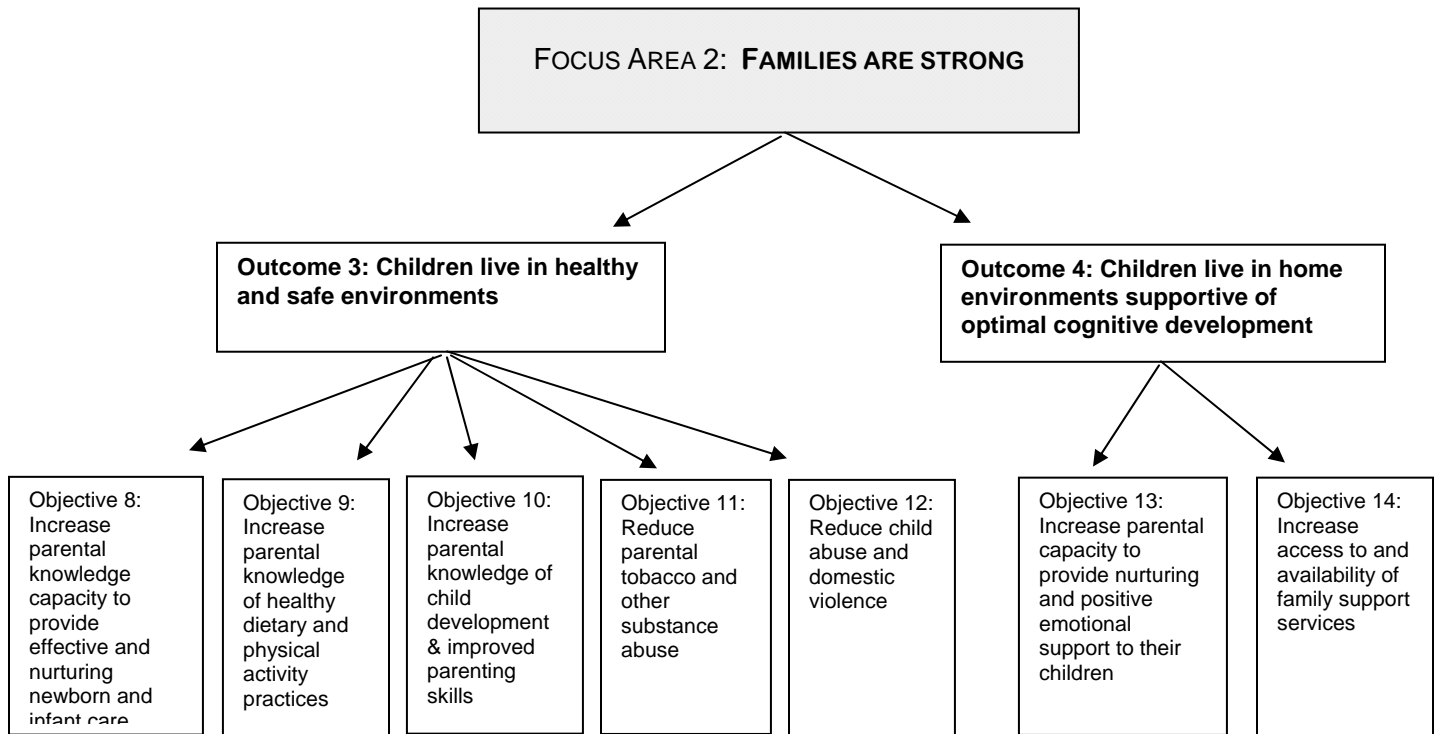 FOCUS AREA 2: FAMILIES ARE STRONG
Outcome 3: Children live in healthy
and safe environments
Outcome 4: Children live in home
environments supportive of
optimal cognitive development
Objective 8:
Increase
parental
knowledge
capacity to
provide
effective and
nurturing
newborn and
infant care
Objective 9:
Increase
parental
knowledge
of healthy
dietary and
physical
activity
practices
Objective 10:
Increase
parental
knowledge of
child
development
& improved
parenting
skills
Objective 11:
Reduce
parental
tobacco and
other
substance
abuse
Objective 12:
Reduce child
abuse and
domestic
violence
Objective 13:
Increase parental
capacity to
provide nurturing
and positive
emotional
support to their
children
Objective 14:
Increase
access to and
availability of
family support
services